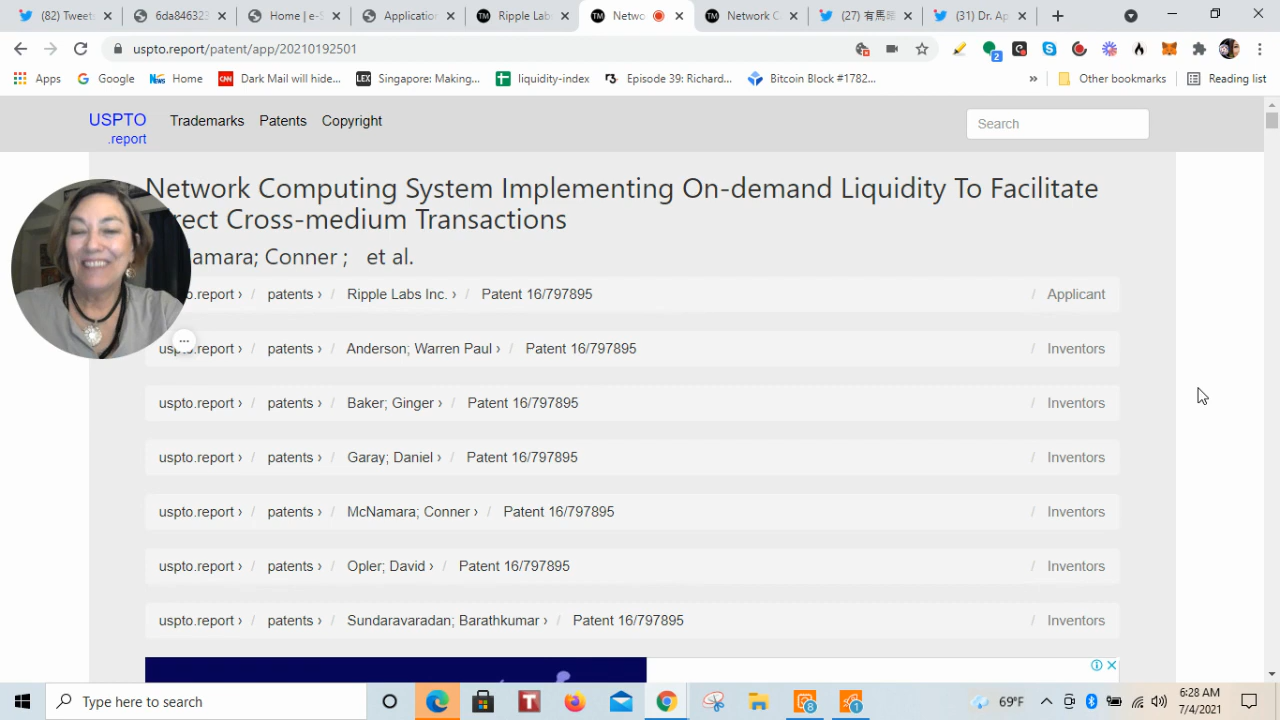 (82) Tweet
6da846323
Home | e-S
Application
Ripple Lab
Netwo
Network C
(27) 有馬
(31) Dr. Ap
uspto.report/patent/app/20210192501
2
Apps
Google
Home
Dark Mail will hide...
Singapore: Making...
liquidity-index
Episode 39: Richard...
Bitcoin Block #1782...
»
Other bookmarks
Reading list
USPTO
.report
Trademarks
Patents
Copyright
Search
Network Computing System Implementing On-demand Liquidity To Facilitate
rect Cross-medium Transactions
amara; Conner ; et al.
o.report › / patents › / Ripple Labs Inc. › / Patent 16/797895 / Applicant
uspto.report › / patents › / Anderson; Warren Paul › / Patent 16/797895 / Inventors
uspto.report › / patents › / Baker; Ginger › / Patent 16/797895 / Inventors
uspto.report › / patents › / Garay; Daniel › / Patent 16/797895 / Inventors
uspto.report › / patents › / McNamara; Conner › / Patent 16/797895 / Inventors
uspto.report › / patents › / Opler; David › / Patent 16/797895 / Inventors
uspto.report › / patents › / Sundaravaradan; Barathkumar › / Patent 16/797895 / Inventors
Type here to search
8
1
69°F
6:28 AM
7/4/2021